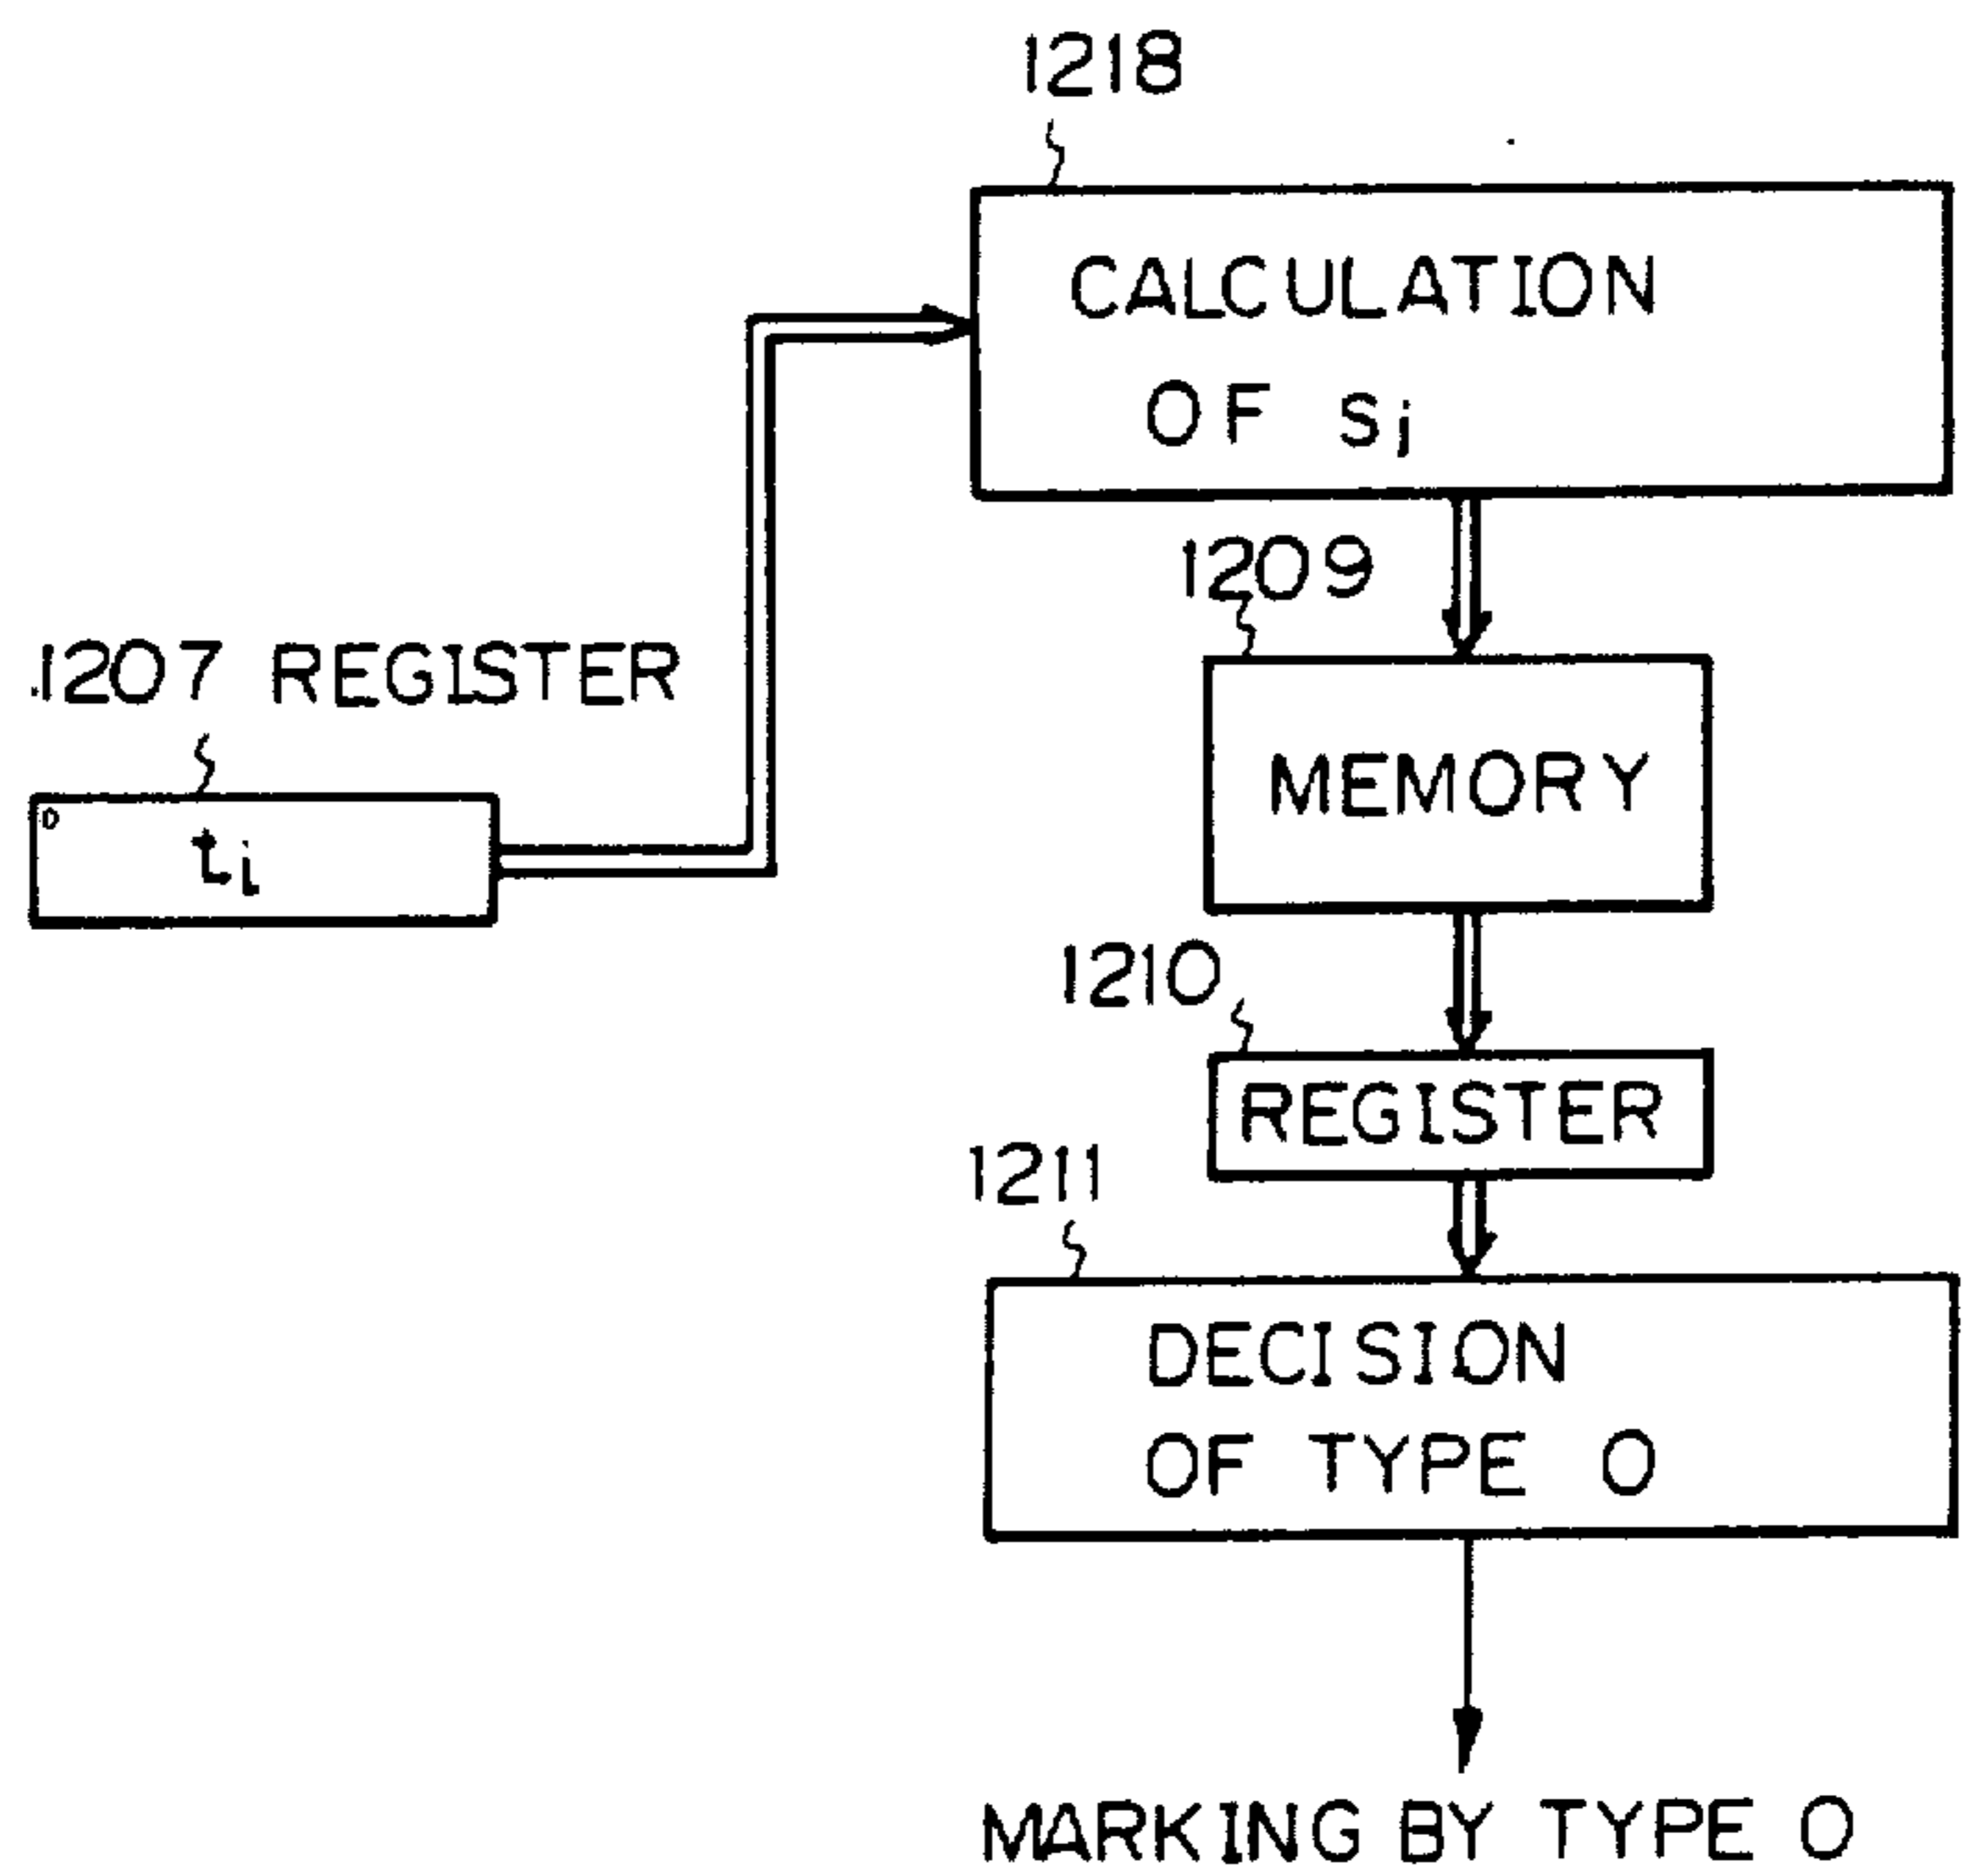 1218
CALCULATION
OF Sj
1209
1207 REGISTER
MEMORY
ti
1210
REGISTER
1211
DECISION
OF TYPE O
MARKING BY TYPE O